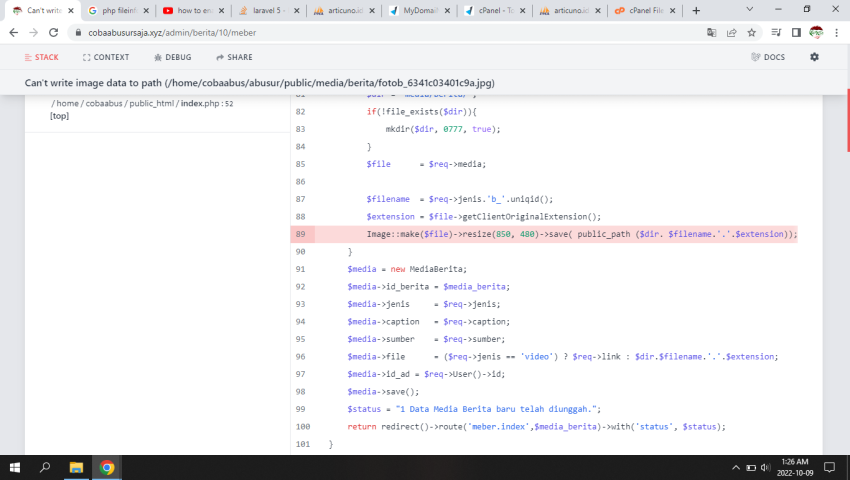 Can't write
php fileinf
how to ena
laravel 5 -
articuno.id
MyDomai
cPanel - To
articuno.id
cPanel File
cobaabusursaja.xyz/admin/berita/10/meber
STACK
CONTEXT
DEBUG
SHARE
DOCS
Can't write image data to path (/home/cobaabus/abusur/public/media/berita/fotob_6341c03401c9a.jpg)
/ home / cobaabus / public_html / index.php : 52
[top]
82 if(!file_exists($dir)){
83 mkdir($dir, 0777, true);
84 }
85 $file = $req->media;
86
87 $filename = $req->jenis.'b_'.uniqid();
88 $extension = $file->getClientOriginalExtension();
89 Image::make($file)->resize(850, 480)->save( public_path ($dir. $filename.'.'.$extension));
90 }
91 $media = new MediaBerita;
92 $media->id_berita = $media_berita;
93 $media->jenis = $req->jenis;
94 $media->caption = $req->caption;
95 $media->sumber = $req->sumber;
96 $media->file = ($req->jenis == 'video') ? $req->link : $dir.$filename.'.'.$extension;
97 $media->id_ad = $req->User()->id;
98 $media->save();
99 $status = "1 Data Media Berita baru telah diunggah.";
100 return redirect()->route('meber.index',$media_berita)->with('status', $status);
101 }
1:26 AM
2022-10-09